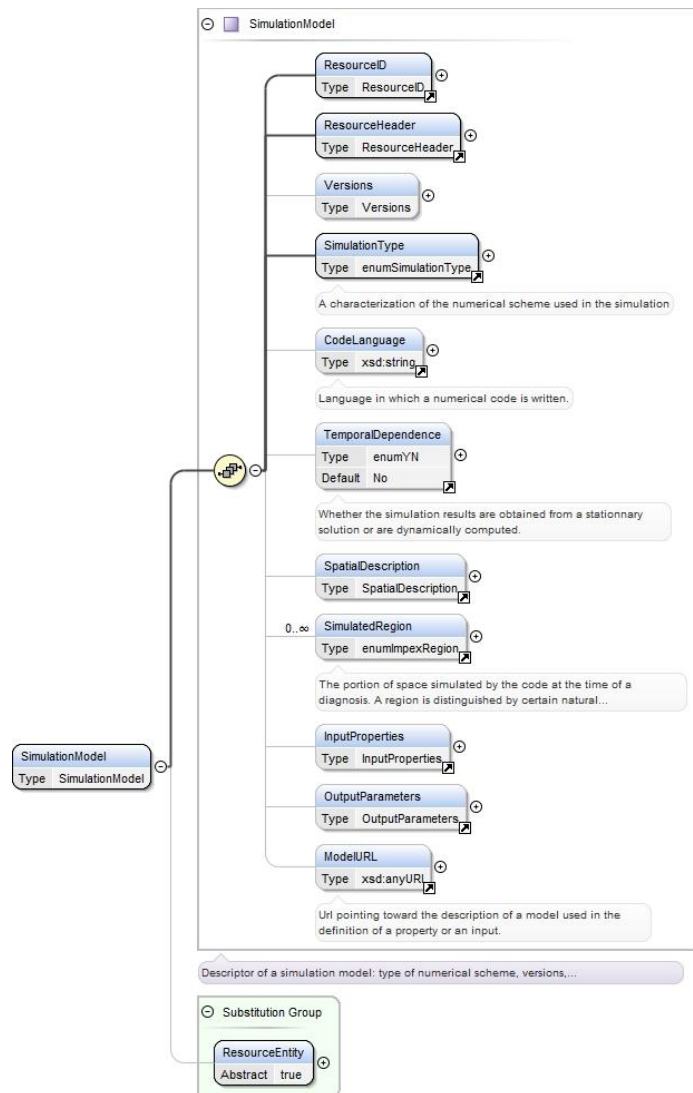 SimulationModel
ResourceID
Type ResourceID
ResourceHeader
Type ResourceHeader
Versions
Type Versions
SimulationType
Type enumSimulationType
A characterization of the numerical scheme used in the simulation
CodeLanguage
Type xsd:string
Language in which a numerical code is written.
TemporalDependence
Type enumYN
Default No
Whether the simulation results are obtained from a stationnary
solution or are dynamically computed.
SpatialDescription
Type SpatialDescription
0..∞ SimulatedRegion
Type enumImpexRegion
The portion of space simulated by the code at the time of a
diagnosis. A region is distinguished by certain natural...
InputProperties
Type InputProperties
SimulationModel
Type SimulationModel
OutputParameters
Type OutputParameters
ModelURL
Type xsd:anyURL
Url pointing toward the description of a model used in the
definition of a property or an input.
Descriptor of a simulation model: type of numerical scheme, versions,...
Substitution Group
ResourceEntity
Abstract true